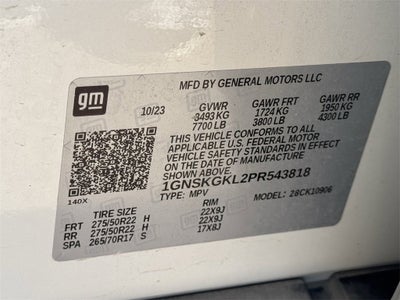 gm
MFD BY GENERAL MOTORS LLC
10/23 GVWR GAWR FRT GAWR RR
3493 KG 1724 KG 1950 KG
7700 LB 3800 LB 4300 LB
THIS VEHICLE CONFORMS TO ALL
APPLICABLE U.S. FEDERAL MOTOR
VEHICLE SAFETY STANDARDS IN EFFECT
ON THE DATE OF MANUFACTURE SHOWN ABOVE.
1GNSKGKL2PR543818
140X TYPE: MPV MODEL: 28CK10906
TIRE SIZE RIM
FRT 275/50R22 H 22X9J
RR 275/50R22 H 22X9J
SPA 265/70R17 S 17X8J